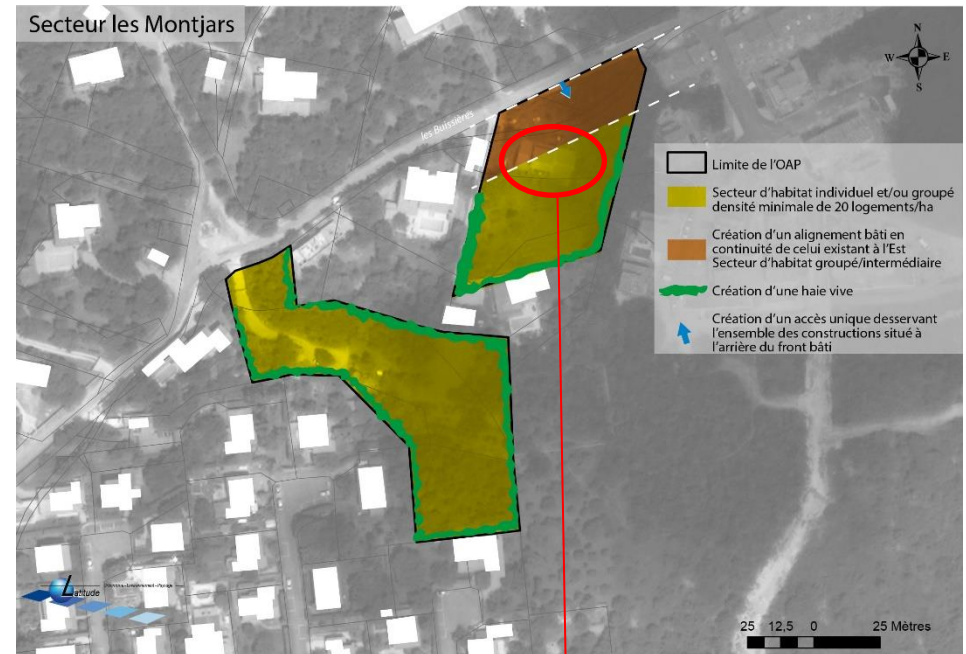 Secteur les Montjars
N
W
E
S
les Buissières
Limite de l'OAP
Secteur d'habitat individel et/ou groupé
densité minimale de 20 logements/ha
Création d'un alignement bâti en
continuité de celui existant à l'Est
Secteur d'habitat groupé/intermédiaire
Création d'une haie vive
Création d'un accès unique desservant
l'ensemble des constructions situé à
l'arrière du front bâti
Latitude
25 12,5 0 25 Mètres